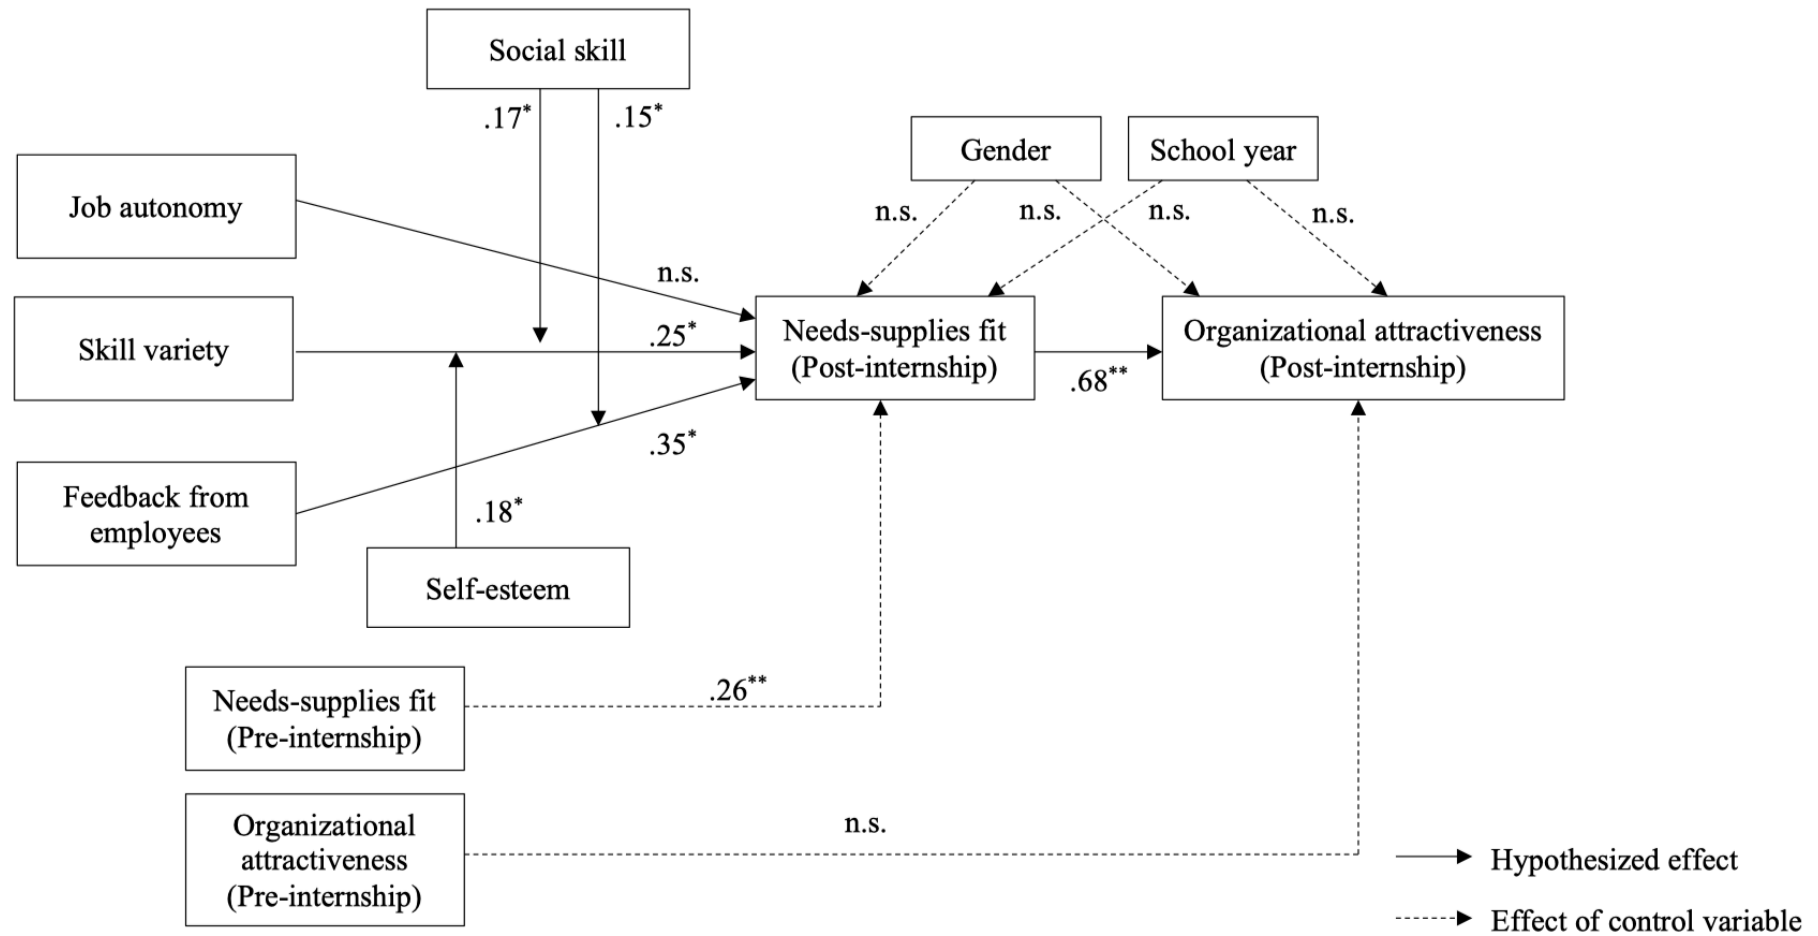 Social skill
.17*
.15*
Gender
School year
Job autonomy
n.s.
n.s.
n.s.
n.s.
n.s.
Skill variety
.25*
Needs-supplies fit
(Post-internship)
.68**
Organizational attractiveness
(Post-internship)
Feedback from
employees
.35*
.18*
Self-esteem
Needs-supplies fit
(Pre-internship)
.26**
Organizational
attractiveness
(Pre-internship)
n.s.
Hypothesized effect
Effect of control variable